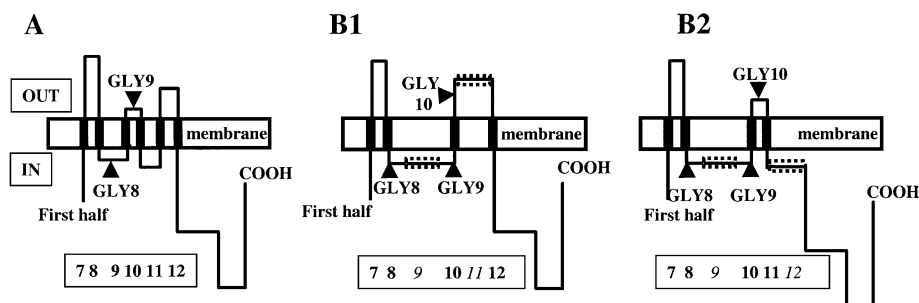 A
B1
B2
OUT
GLY9
membrane
IN
GLY8
COOH
First half
7 8 9 10 11 12
GLY
10
membrane
GLY8
GLY9
COOH
First half
7 8 9 10 11 12
GLY10
membrane
GLY8
GLY9
COOH
First half
7 8 9 10 11 12